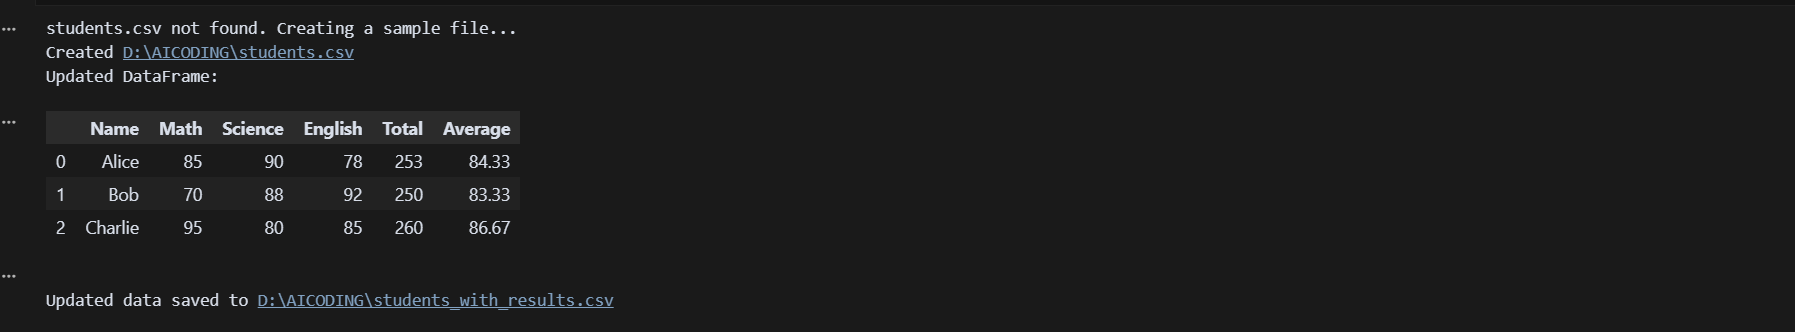 students.csv not found. Creating a sample file...
Created D:\AICODING\students.csv
Updated DataFrame:
Name Math Science English Total Average
0 Alice 85 90 78 253 84.33
1 Bob 70 88 92 250 83.33
2 Charlie 95 80 85 260 86.67
Updated data saved to D:\AICODING\students_with_results.csv